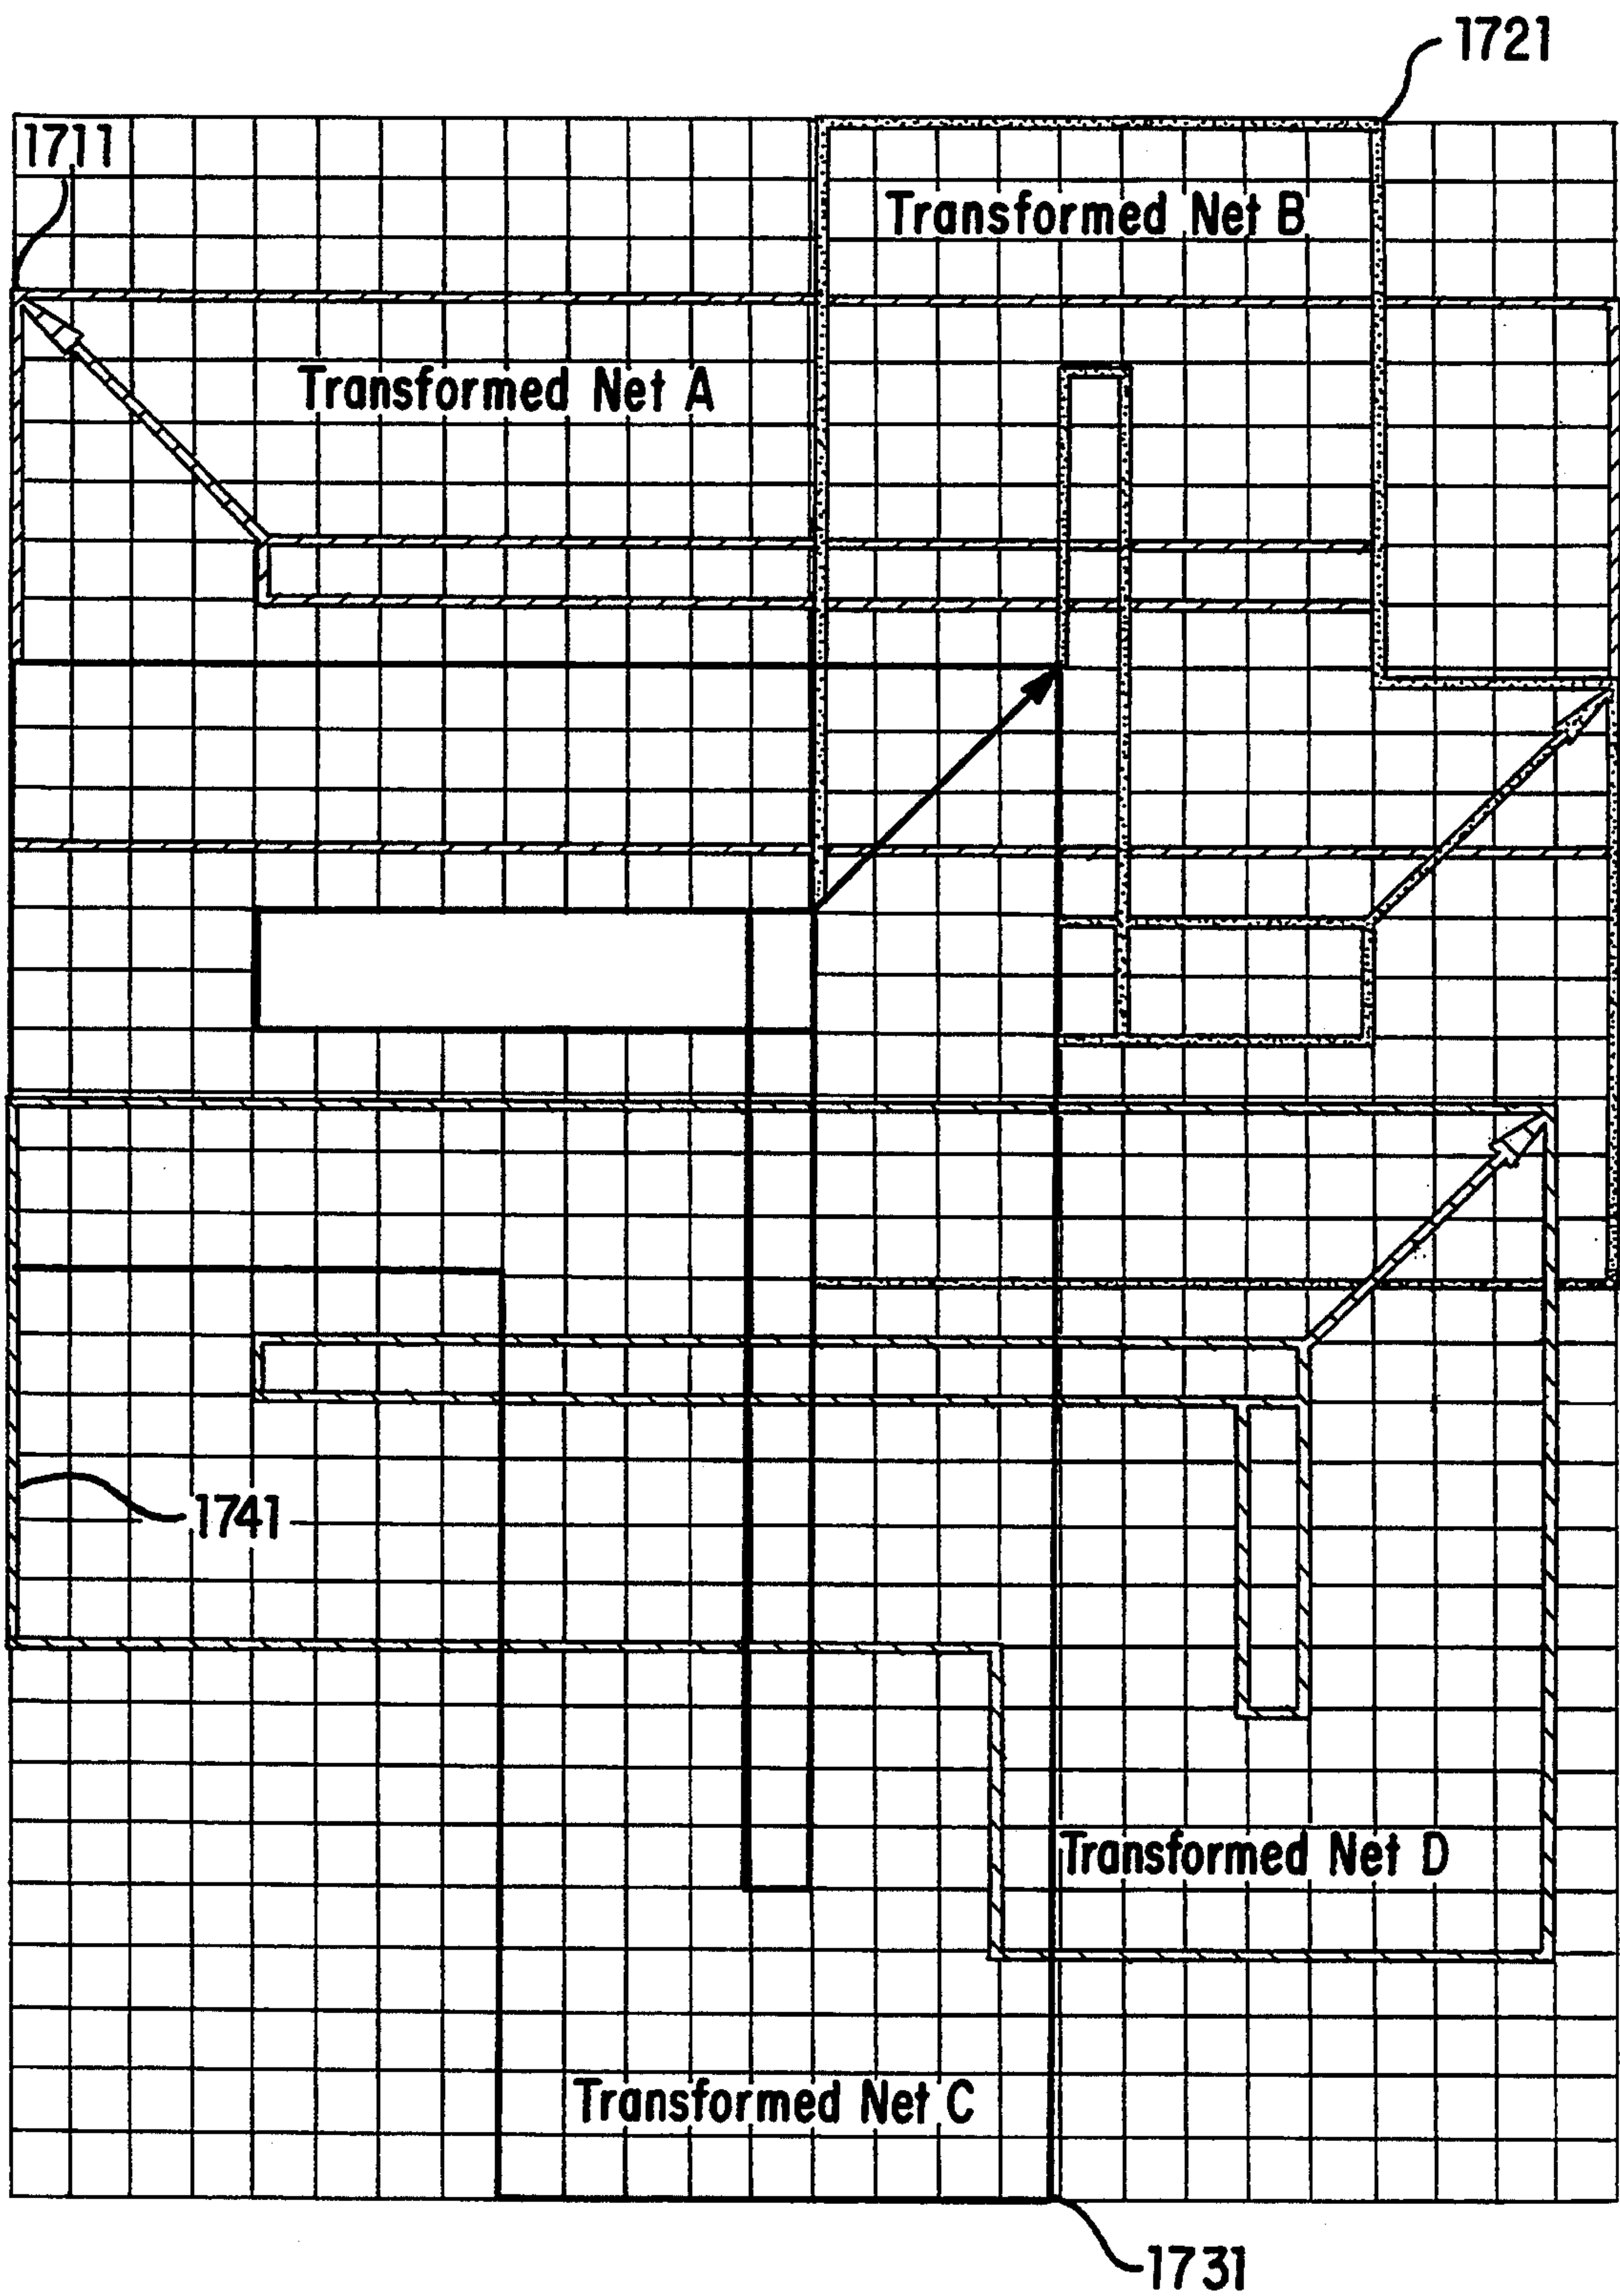 1721
1711
Transformed Net B
Transformed Net A
1741
Transformed Net D
Transformed Net C
1731